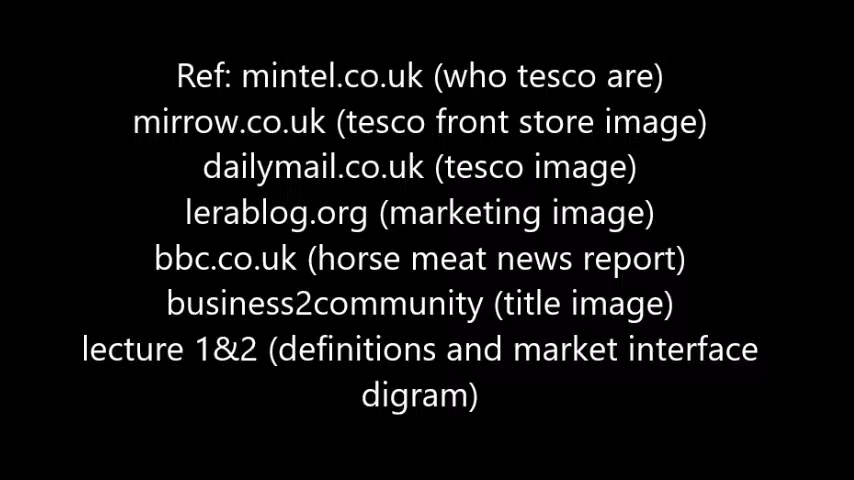 Ref: mintel.co.uk (who tesco are)
mirrow.co.uk (tesco front store image)
dailymail.co.uk (tesco image)
lerablog.org (marketing image)
bbc.co.uk (horse meat news report)
business2community (title image)
lecture 1&2 (definitions and market interface
digram)